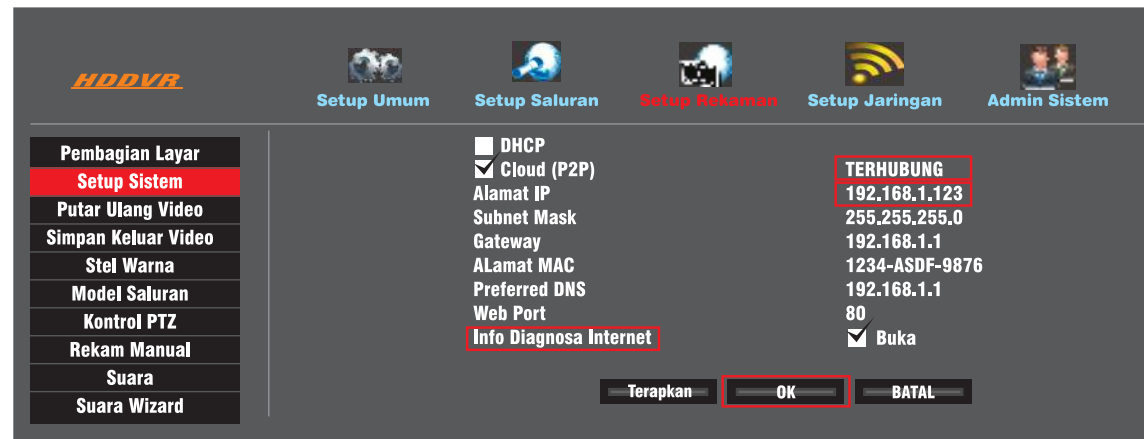 HDDVR
Setup Umum
Setup Saluran
Setup Rekaman
Setup Jaringan
Admin Sistem
Pembagian Layar
Setup Sistem
Putar Ulang Video
Simpan Keluar Video
Stel Warna
Model Saluran
Kontrol PTZ
Rekam Manual
Suara
Suara Wizard
DHCP
Cloud (P2P) TERHUBUNG
Alamat IP 192.168.1.123
Subnet Mask 255.255.255.0
Gateway 192.168.1.1
ALamat MAC 1234-ASDF-9876
Preferred DNS 192.168.1.1
Web Port 80
Info Diagnosa Internet Buka
Terapkan OK BATAL